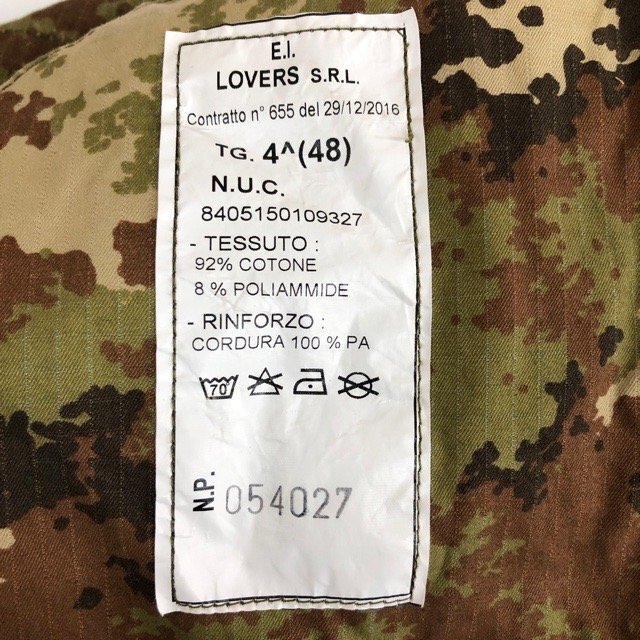 E.I.
LOVERS S.R.L.
Contratto n° 655 del 29/12/2016
TG. 4^(48)
N.U.C.
8405150109327
- TESSUTO :
92% COTONE
8 % POLIAMMIDE
- RINFORZO :
CORDURA 100 % PA
70
N.P. 054027